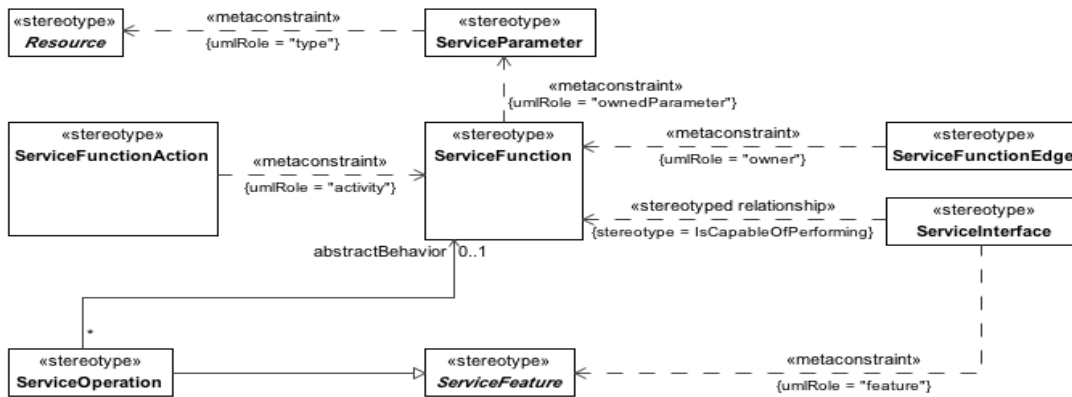 «stereotype»
Resource
«metaconstraint»
{umlRole = "type"}
«stereotype»
ServiceParameter
«metaconstraint»
{umlRole = "ownedParameter"}
«stereotype»
ServiceFunctionAction
«metaconstraint»
{umlRole = "activity"}
«stereotype»
ServiceFunction
«metaconstraint»
{umlRole = "owner"}
«stereotype»
ServiceFunctionEdge
«stereotyped relationship»
{stereotype = IsCapableOfPerforming}
«stereotype»
ServiceInterface
abstractBehavior 0..1
*
«stereotype»
ServiceOperation
«stereotype»
ServiceFeature
«metaconstraint»
{umlRole = "feature"}